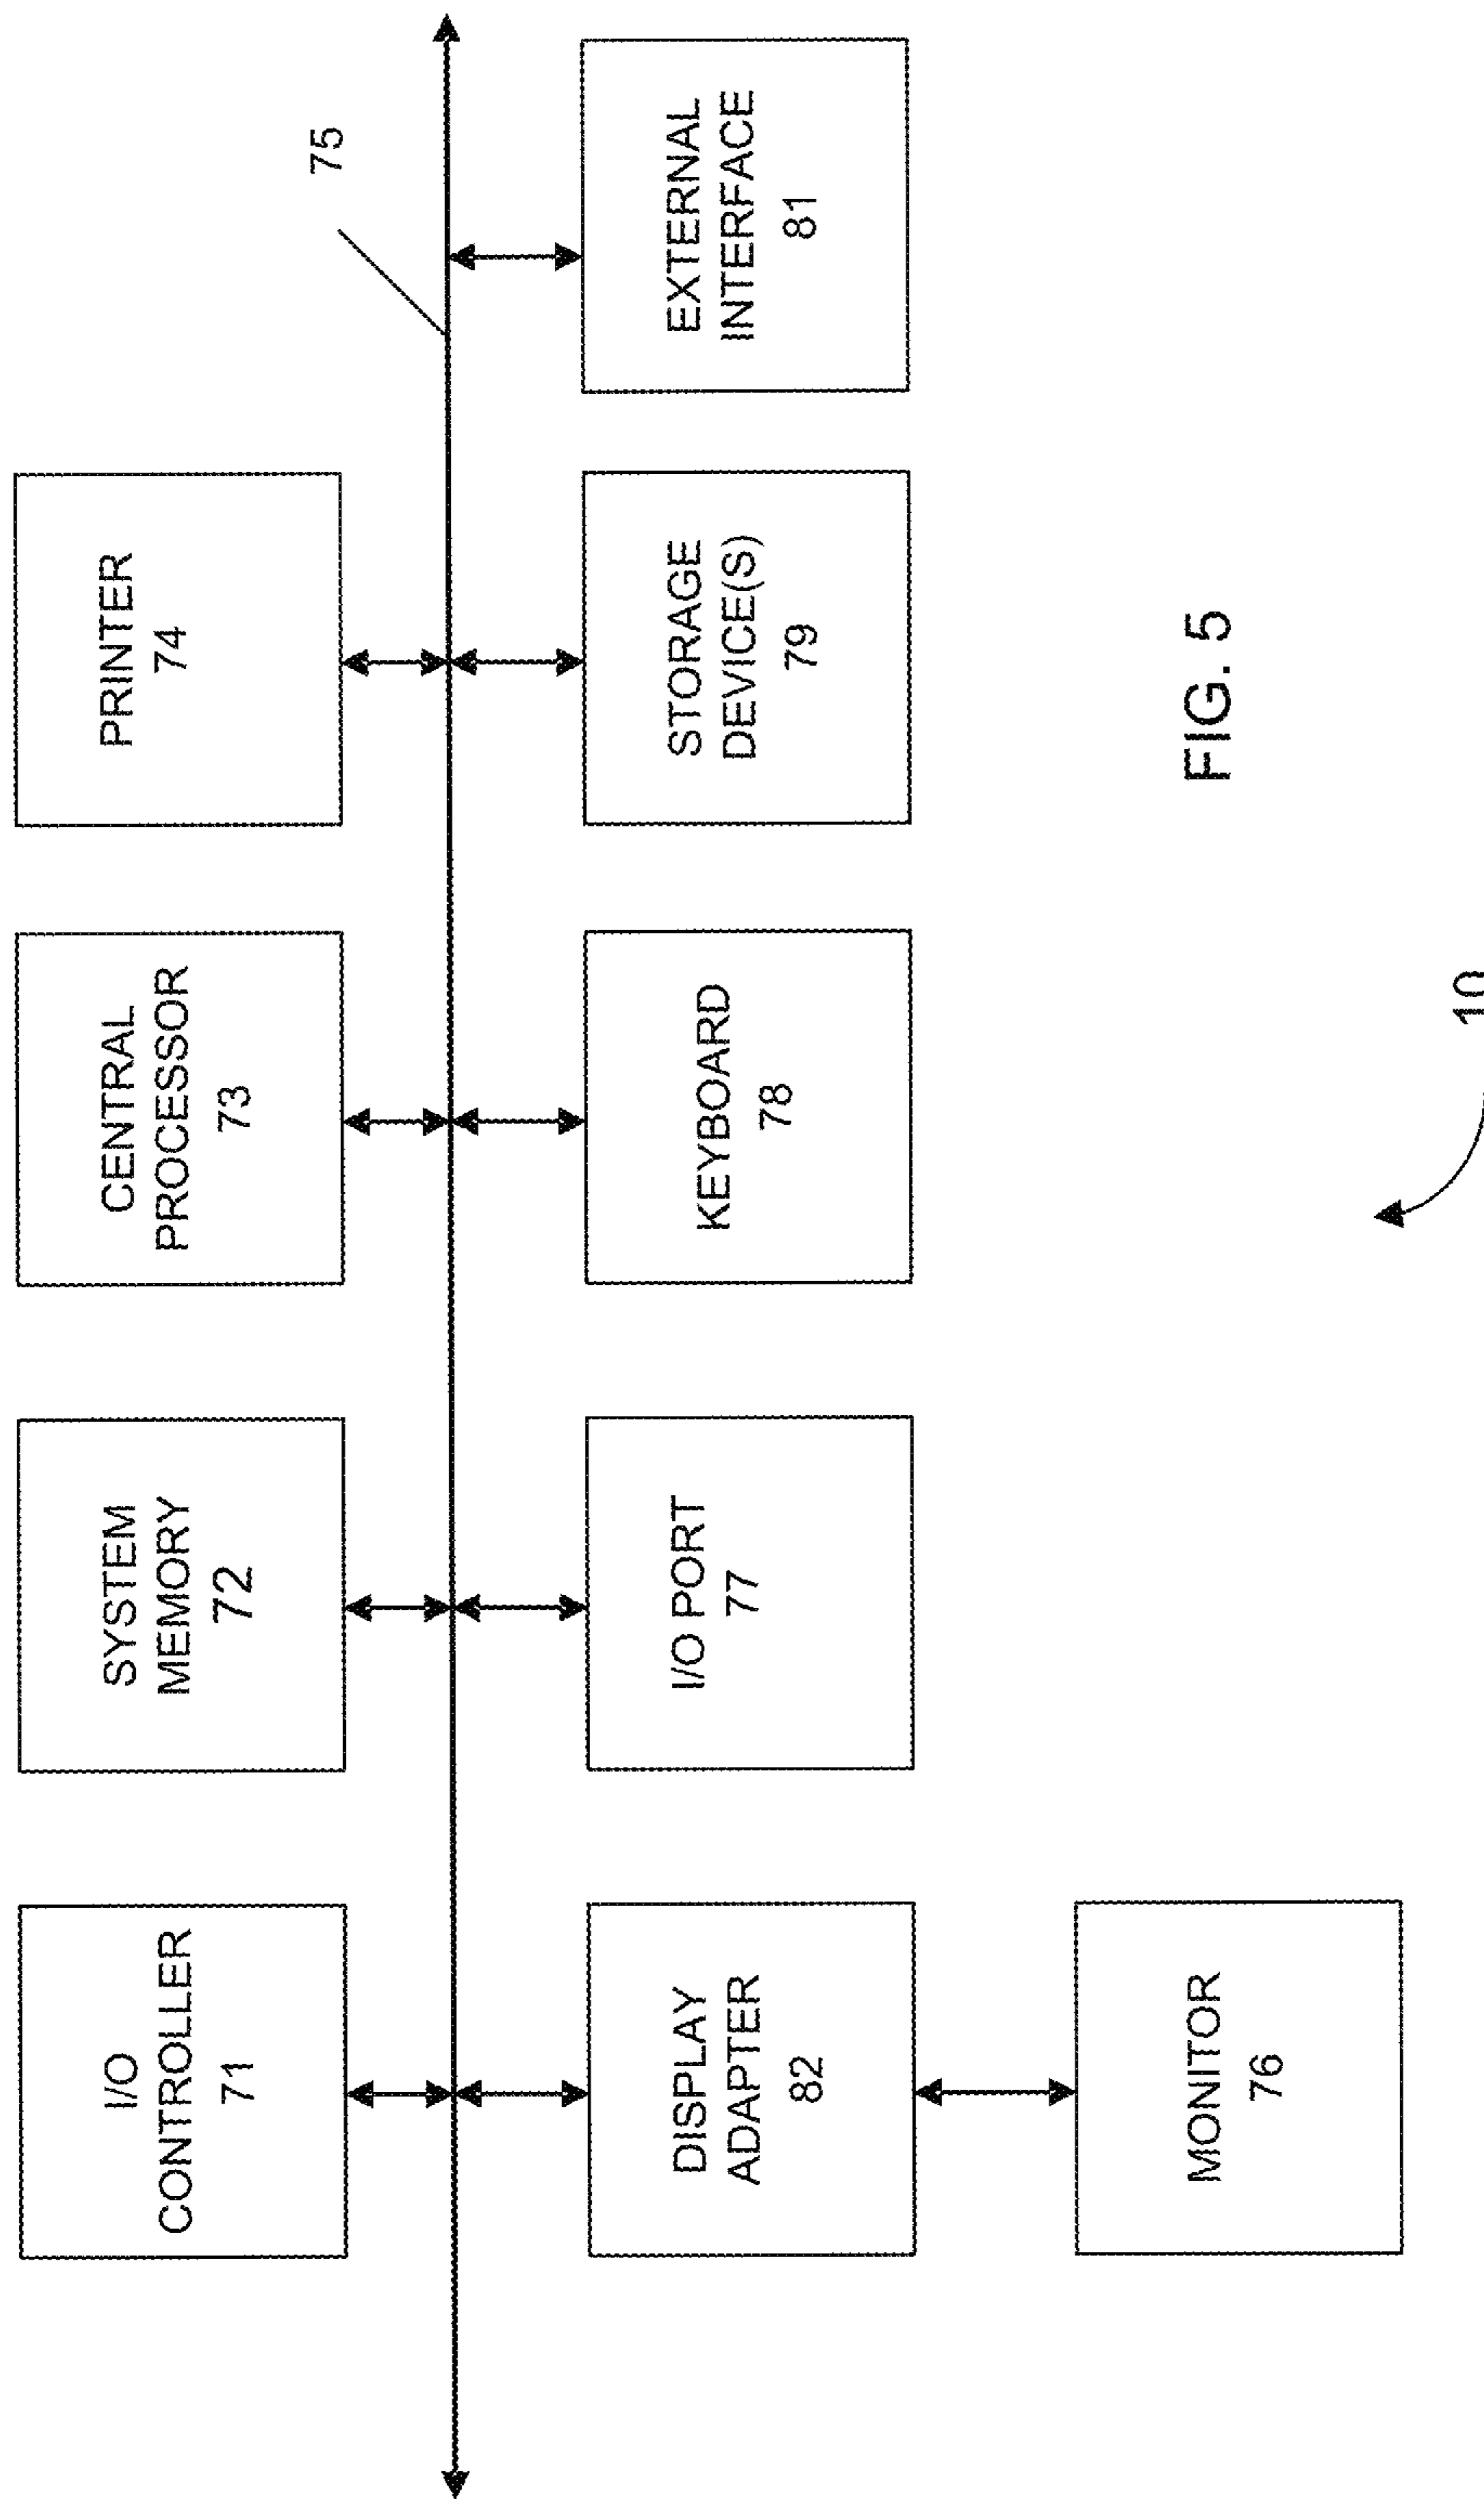 I/O
CONTROLLER
71
SYSTEM
MEMORY
72
CENTRAL
PROCESSOR
73
PRINTER
74
75
DISPLAY
ADAPTER
82
I/O PORT
77
KEYBOARD
78
STORAGE
DEVICE(S)
79
EXTERNAL
INTERFACE
81
MONITOR
76
FIG. 5
10